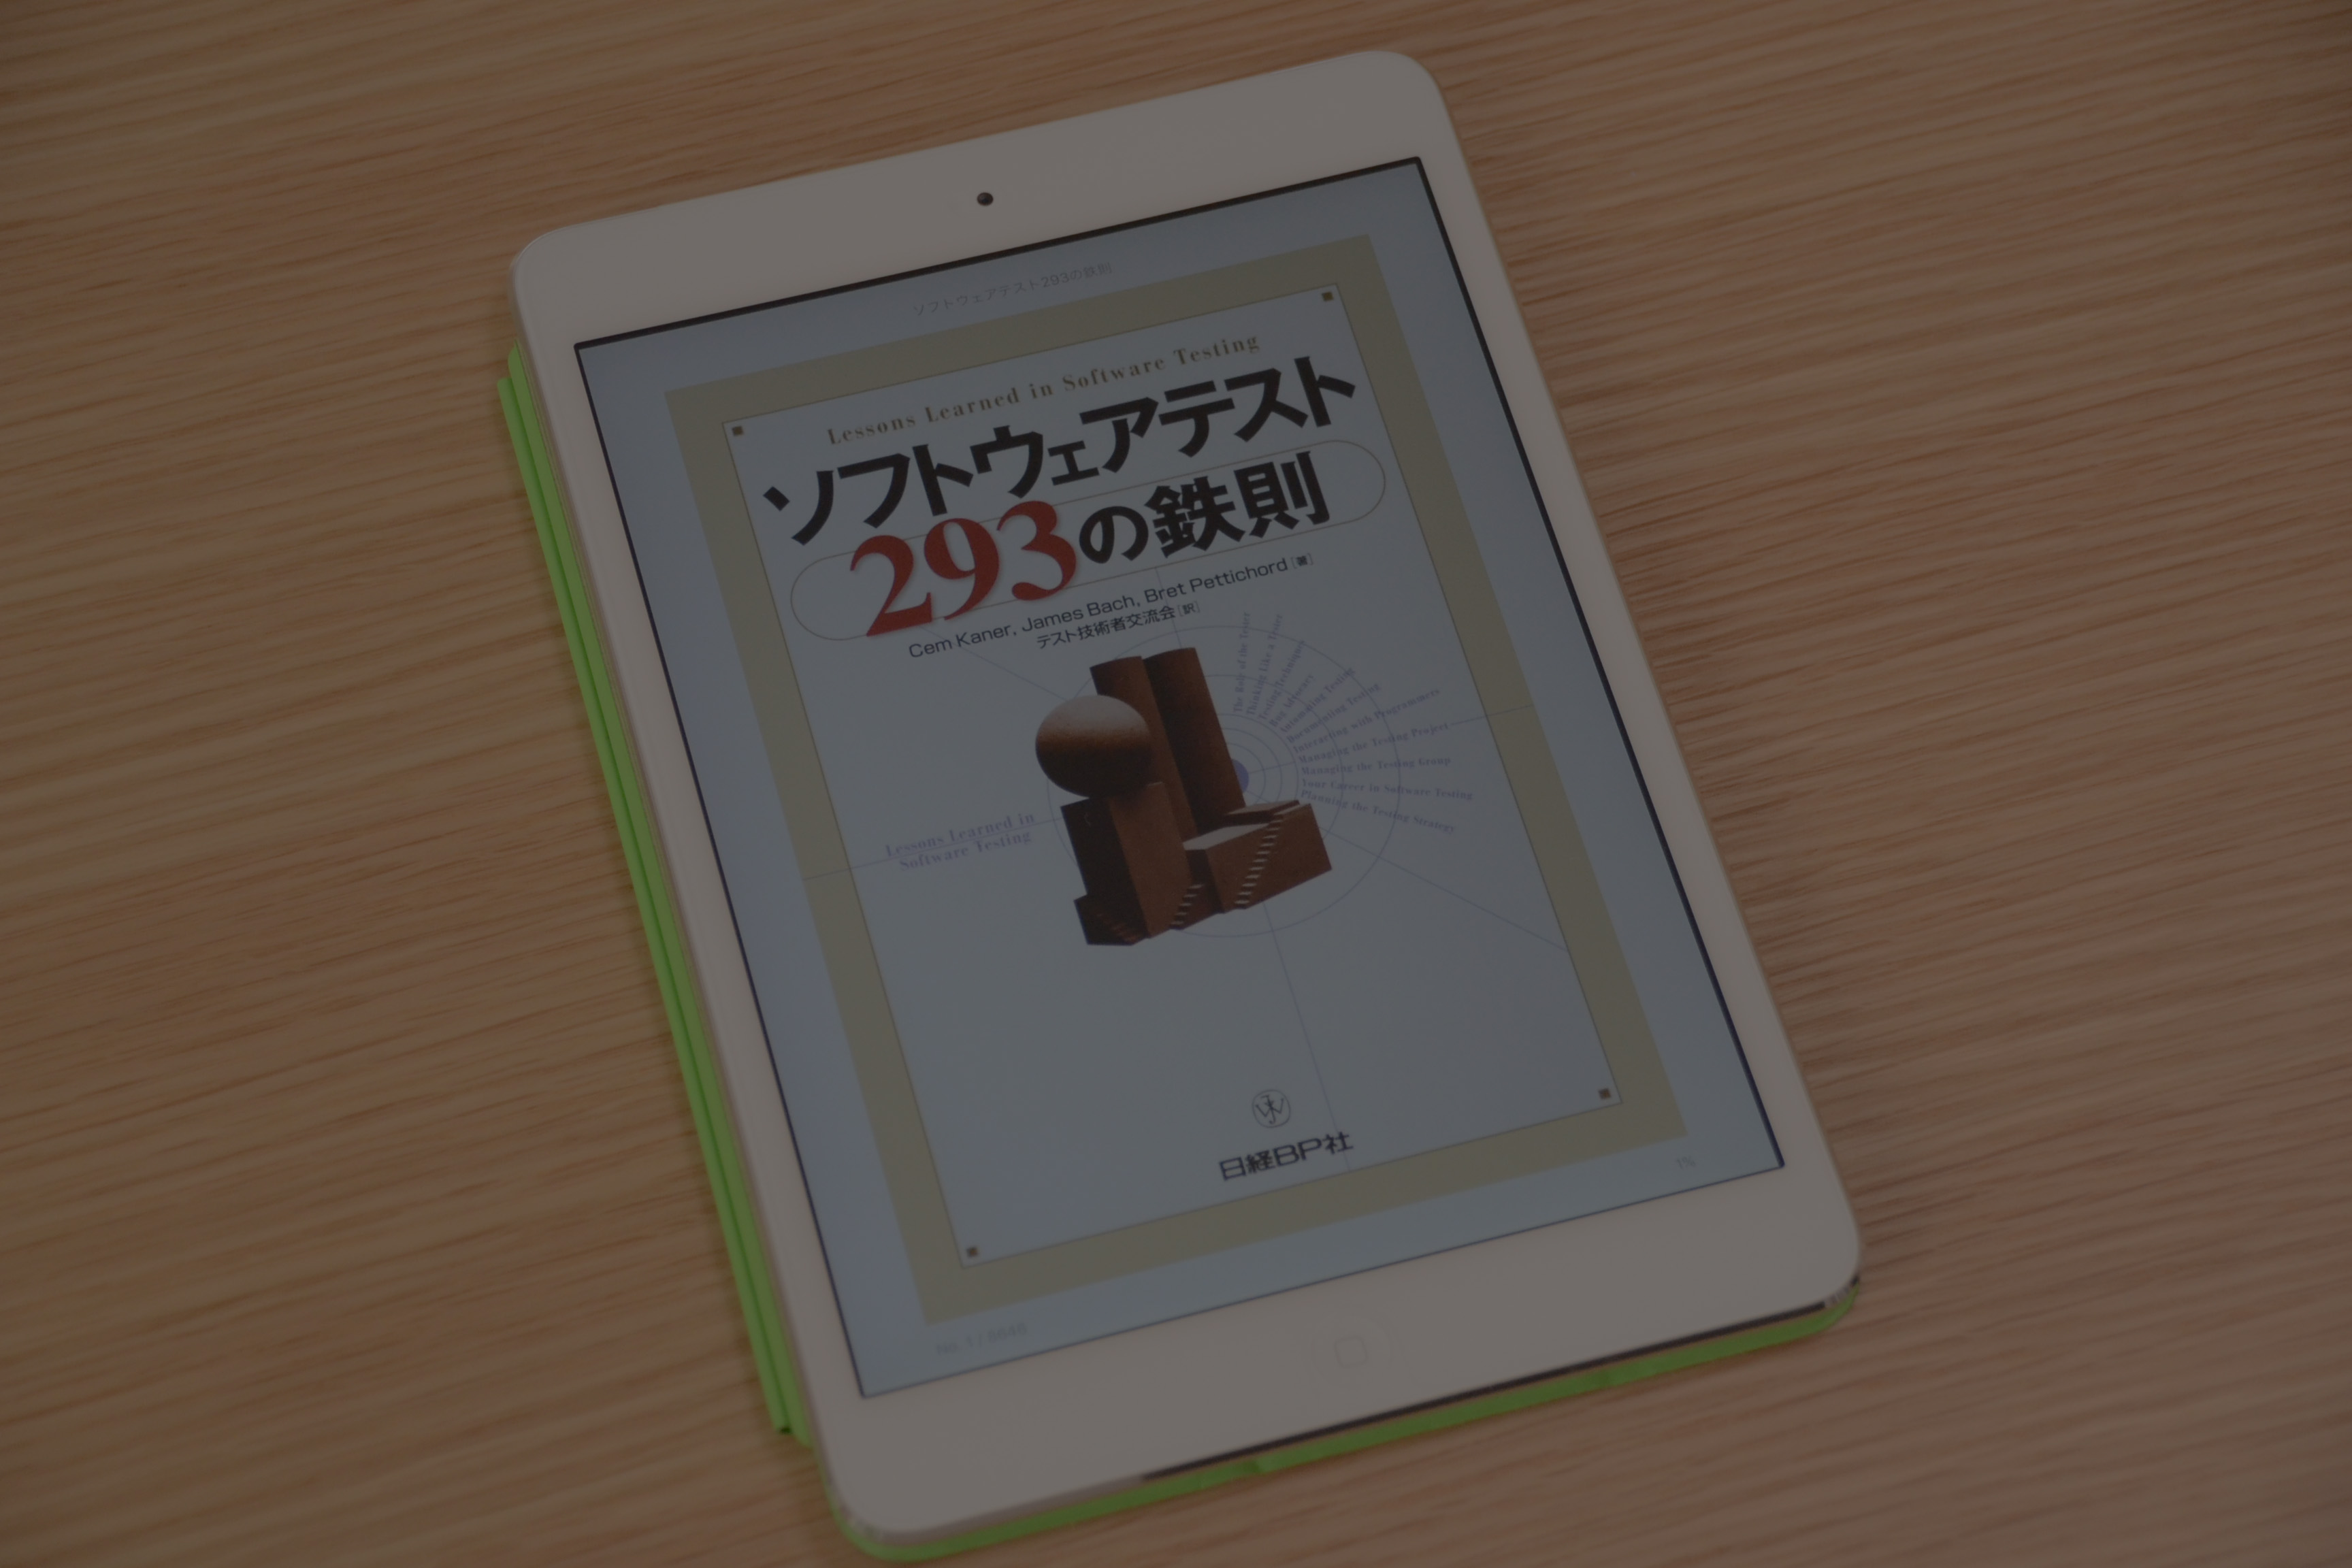 ソフトウェアテスト293の鉄則
Lessons Learned in Software Testing
ソフトウェアテスト
293の鉄則
Cem Kaner, James Bach, Bret Pettichord [著]
テスト技術者交流会 [訳]
The Role of the Tester
Thinking Like a Tester
Testing Techniques
Bug Advocacy
Automating Testing
Documenting Testing
Interacting with Programmers
Managing the Testing Project
Managing the Testing Group
Your Career in Software Testing
Planning the Testing Strategy
Lessons Learned in
Software Testing
日経BP社
1%